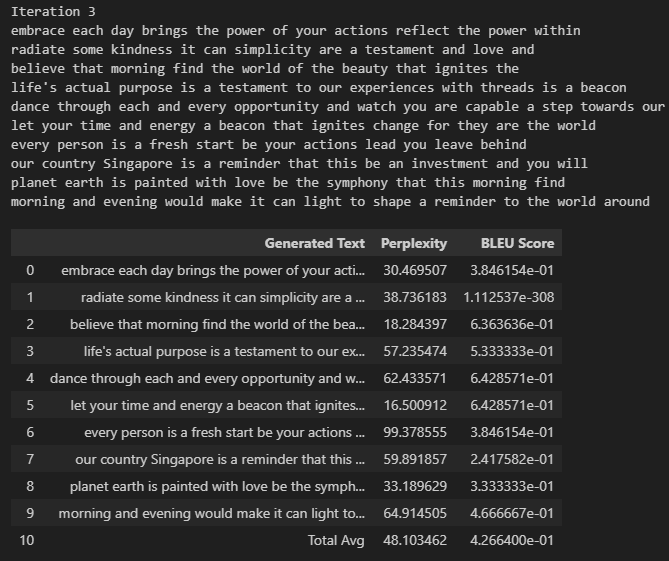 Iteration 3
embrace each day brings the power of your actions reflect the power within
radiate some kindness it can simplicity are a testament and love and
believe that morning find the world of the beauty that ignites the
life's actual purpose is a testament to our experiences with threads is a beacon
dance through each and every opportunity and watch you are capable a step towards our
let your time and energy a beacon that ignites change for they are the world
every person is a fresh start be your actions lead you leave behind
our country Singapore is a reminder that this be an investment and you will
planet earth is painted with love be the symphony that this morning find
morning and evening would make it can light to shape a reminder to the world around
Generated Text Perplexity BLEU Score
0 embrace each day brings the power of your acti... 30.469507 3.846154e-01
1 radiate some kindness it can simplicity are a ... 38.736183 1.112537e-308
2 believe that morning find the world of the bea... 18.284397 6.363636e-01
3 life's actual purpose is a testament to our ex... 57.235474 5.333333e-01
4 dance through each and every opportunity and w... 62.433571 6.428571e-01
5 let your time and energy a beacon that ignites... 16.500912 6.428571e-01
6 every person is a fresh start be your actions ... 99.378555 3.846154e-01
7 our country Singapore is a reminder that this ... 59.891857 2.417582e-01
8 planet earth is painted with love be the symph... 33.189629 3.333333e-01
9 morning and evening would make it can light to... 64.914505 4.666667e-01
10 Total Avg 48.103462 4.266400e-01